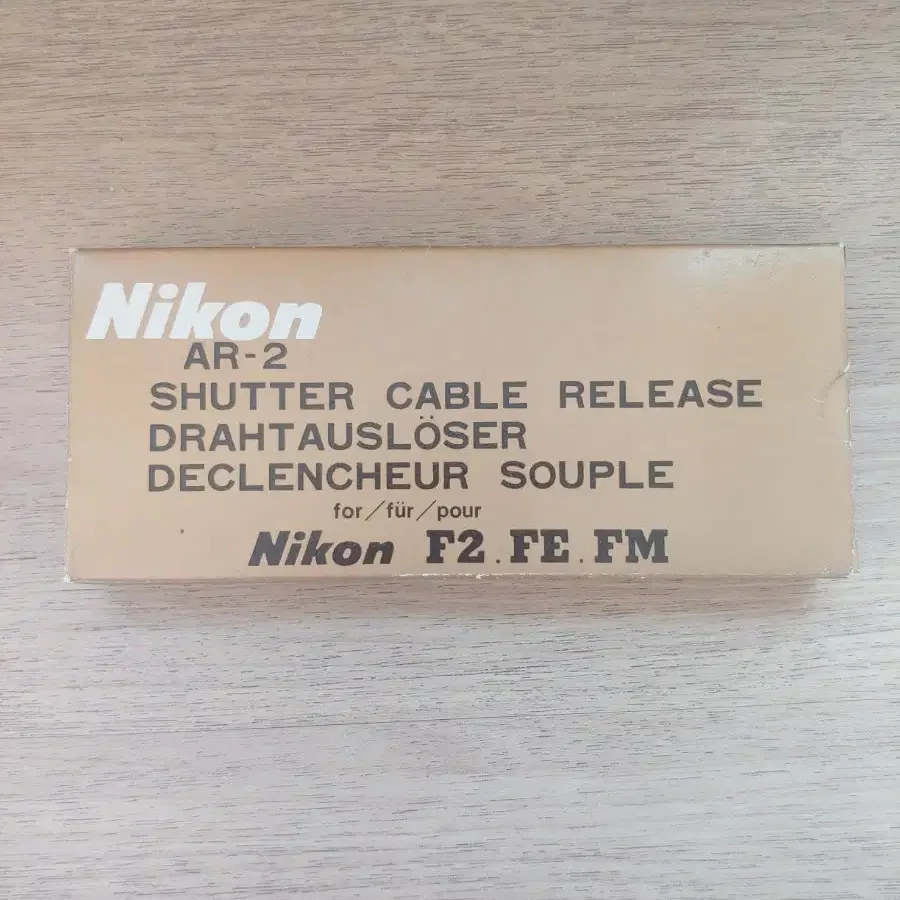 Nikon
AR-2
SHUTTER CABLE RELEASE
DRAHTAUSLÖSER
DECLENCHEUR SOUPLE
for/für/pour
Nikon F2.FE.FM